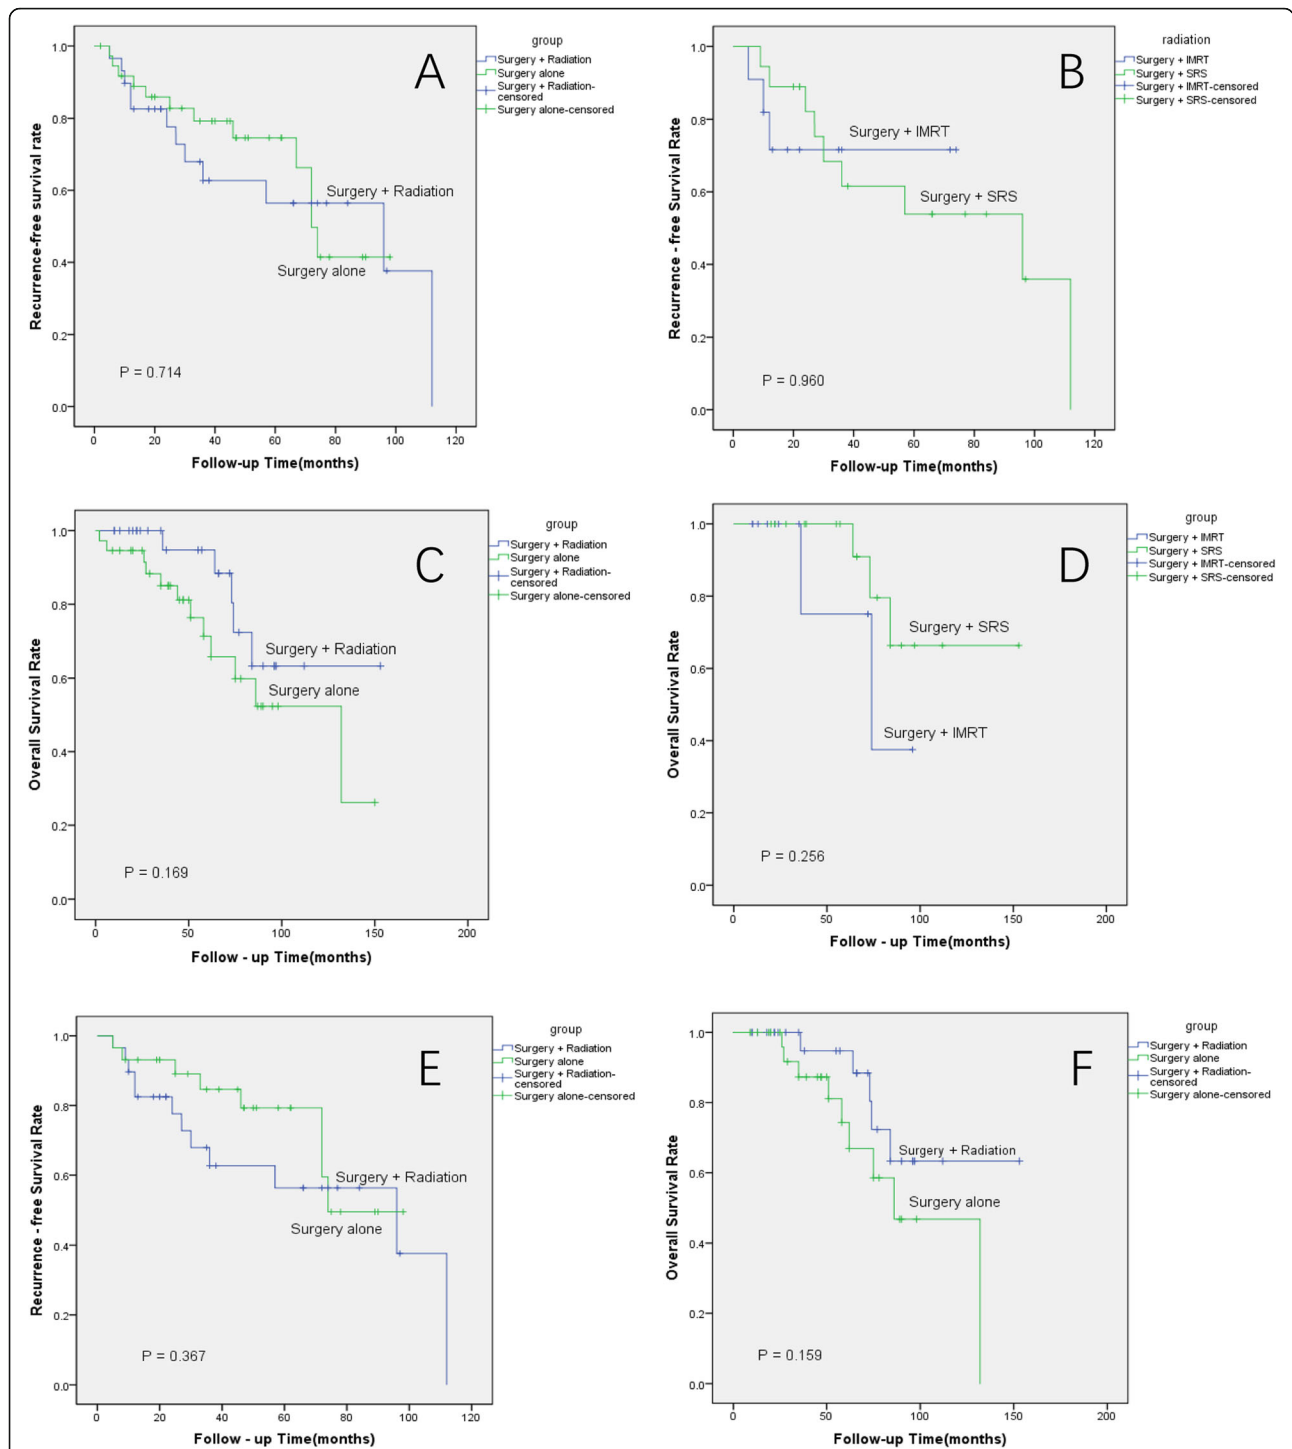 A
group
Surgery + Radiation
Surgery alone
Surgery + Radiation-
censored
Surgery alone-censored
1.0
0.8
0.6
0.4
0.2
0.0
Recurrence-free survival rate
Surgery + Radiation
Surgery alone
P = 0.714
0 20 40 60 80 100 120
Follow-up Time(months)
B
radiation
Surgery + IMRT
Surgery + SRS
Surgery + IMRT-censored
Surgery + SRS-censored
1.0
0.8
0.6
0.4
0.2
0.0
Recurrence - free Survival Rate
Surgery + IMRT
Surgery + SRS
P = 0.960
0 20 40 60 80 100 120
Follow-up Time(months)
C
group
Surgery + Radiation
Surgery alone
Surgery + Radiation-
censored
Surgery alone-censored
1.0
0.8
0.6
0.4
0.2
0.0
Overall Survival Rate
Surgery + Radiation
Surgery alone
P = 0.169
0 50 100 150 200
Follow - up Time(months)
D
group
Surgery + IMRT
Surgery + SRS
Surgery + IMRT-censored
Surgery + SRS-censored
1.0
0.8
0.6
0.4
0.2
0.0
Overall Survival Rate
Surgery + SRS
Surgery + IMRT
P = 0.256
0 50 100 150 200
Follow - up Time(months)
E
group
Surgery + Radiation
Surgery alone
Surgery + Radiation-
censored
Surgery alone-censored
1.0
0.8
0.6
0.4
0.2
0.0
Recurrence - free Survival Rate
Surgery + Radiation
Surgery alone
P = 0.367
0 20 40 60 80 100 120
Follow - up Time(months)
F
group
Surgery + Radiation
Surgery alone
Surgery + Radiation-
censored
Surgery alone-censored
1.0
0.8
0.6
0.4
0.2
0.0
Overall Survival Rate
Surgery + Radiation
Surgery alone
P = 0.159
0 50 100 150 200
Follow-up Time(months)